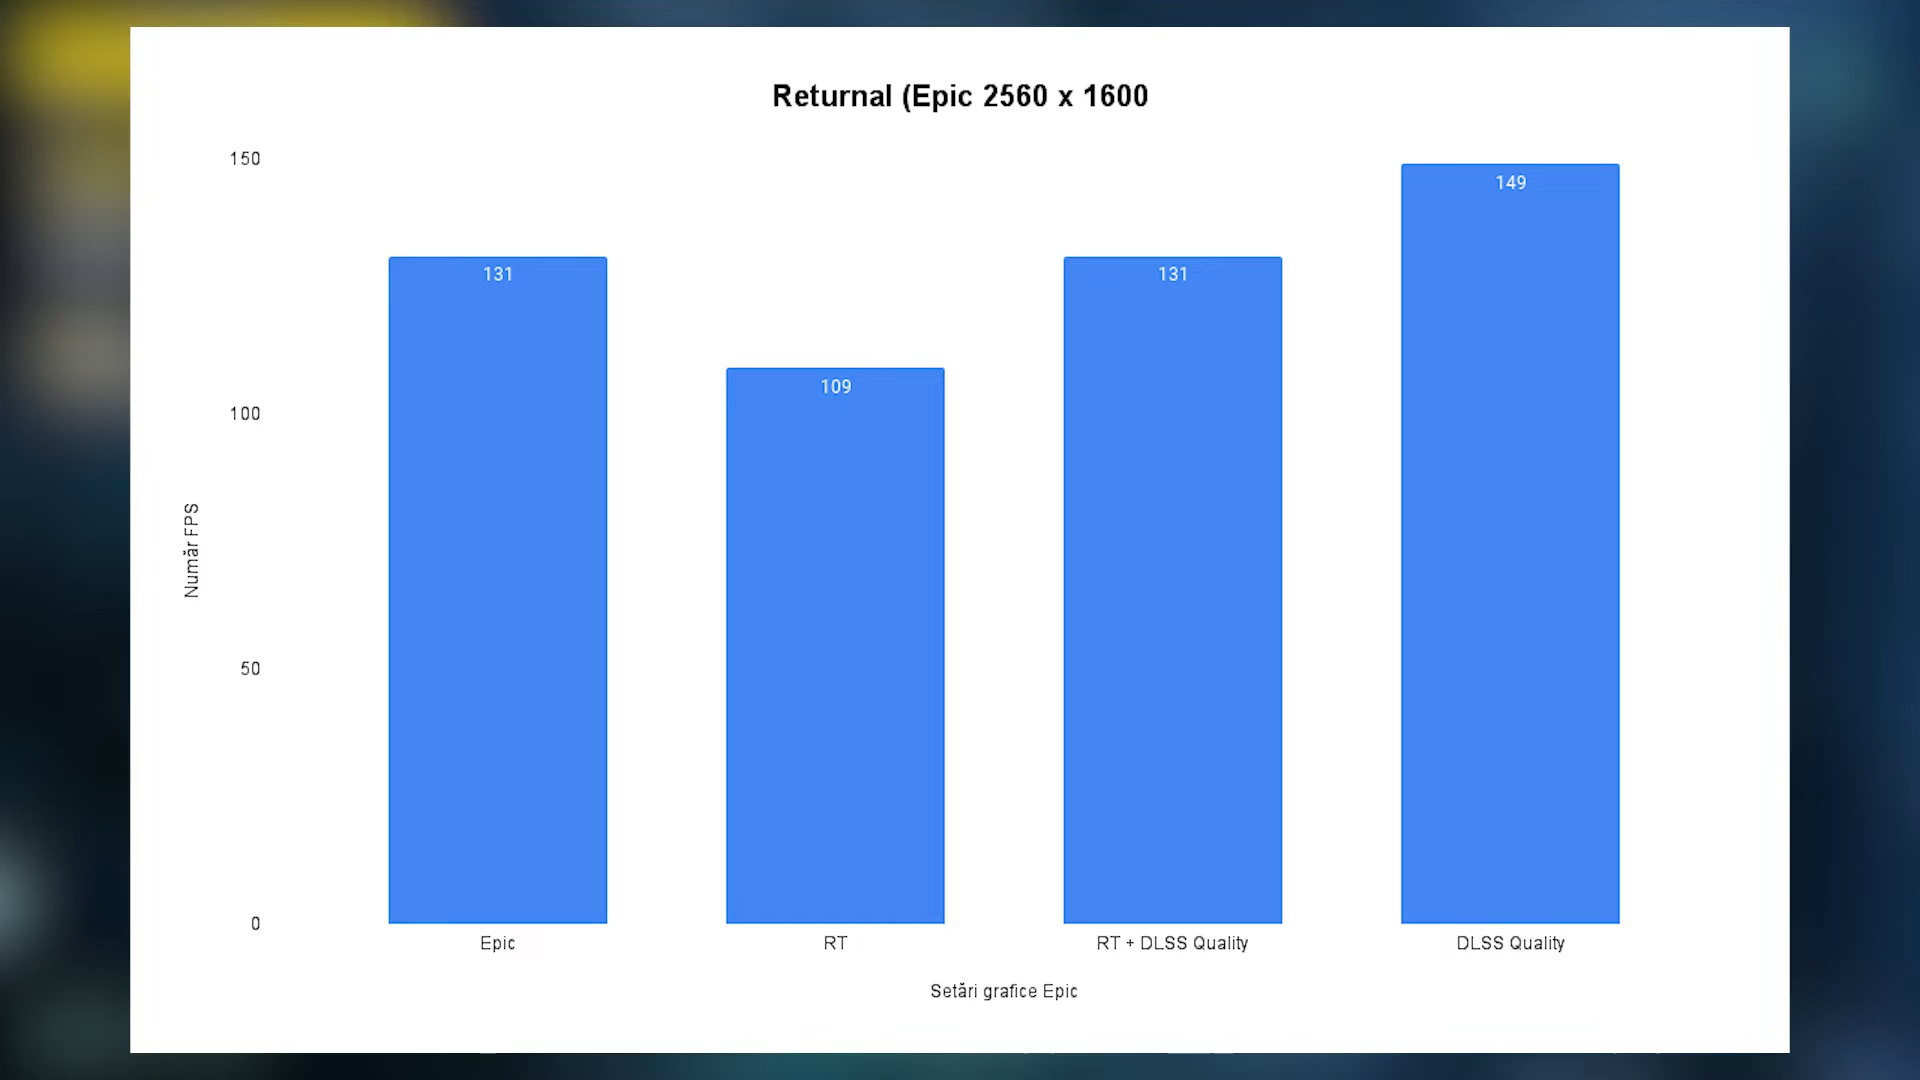 Returnal (Epic 2560 x 1600
150
100
50
0
Număr FPS
131
109
131
149
Epic
RT
RT + DLSS Quality
DLSS Quality
Setări grafice Epic